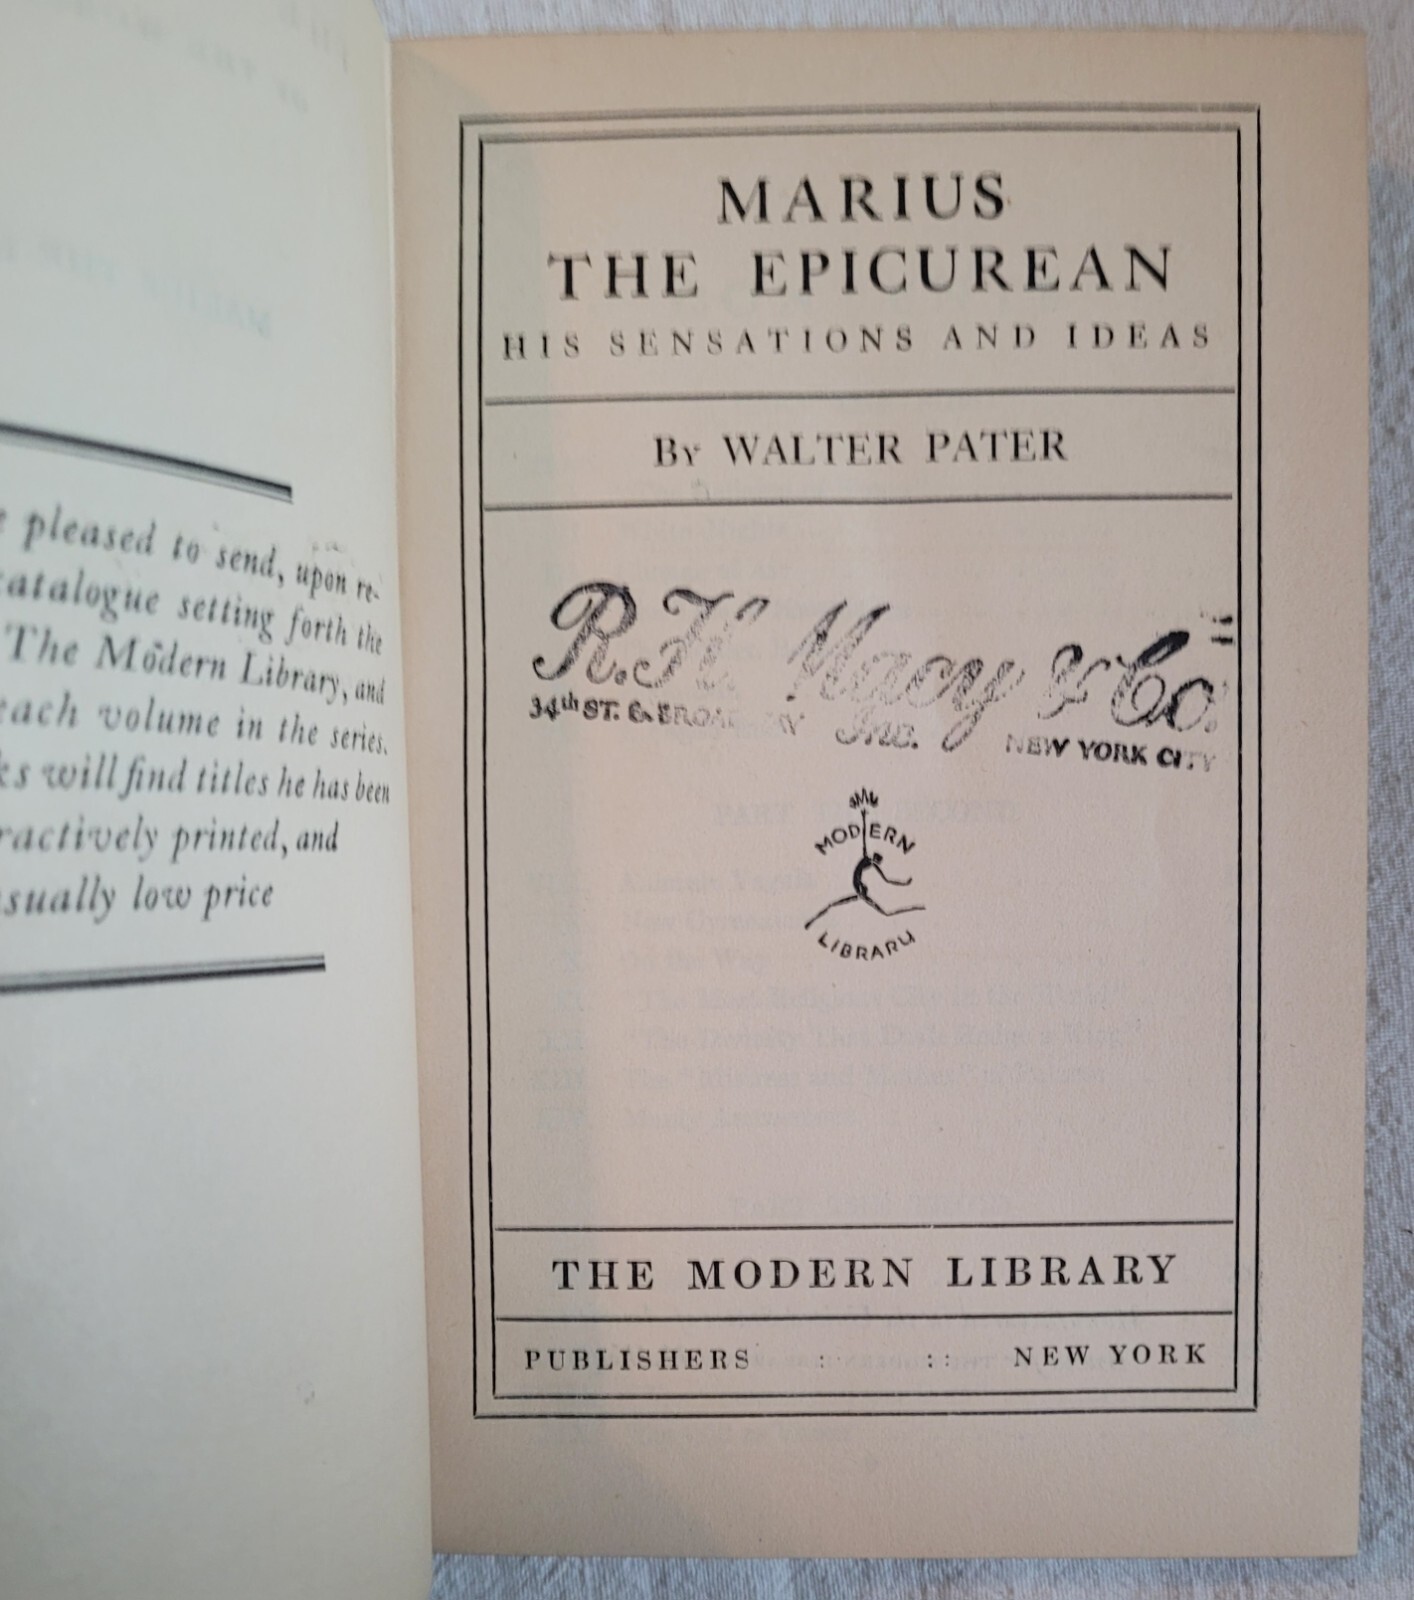 e pleased to send, upon re-
catalogue setting forth the
The Modern Library, and
each volume in the series.
ks will find titles he has been
ractively printed, and
sually low price
MARIUS
THE EPICUREAN
HIS SENSATIONS AND IDEAS
By WALTER PATER
R.H. Macy & Co.
34th ST. & BROADWAY Inc. NEW YORK CITY
MODERN
LIBRARY
THE MODERN LIBRARY
PUBLISHERS : : : : NEW YORK